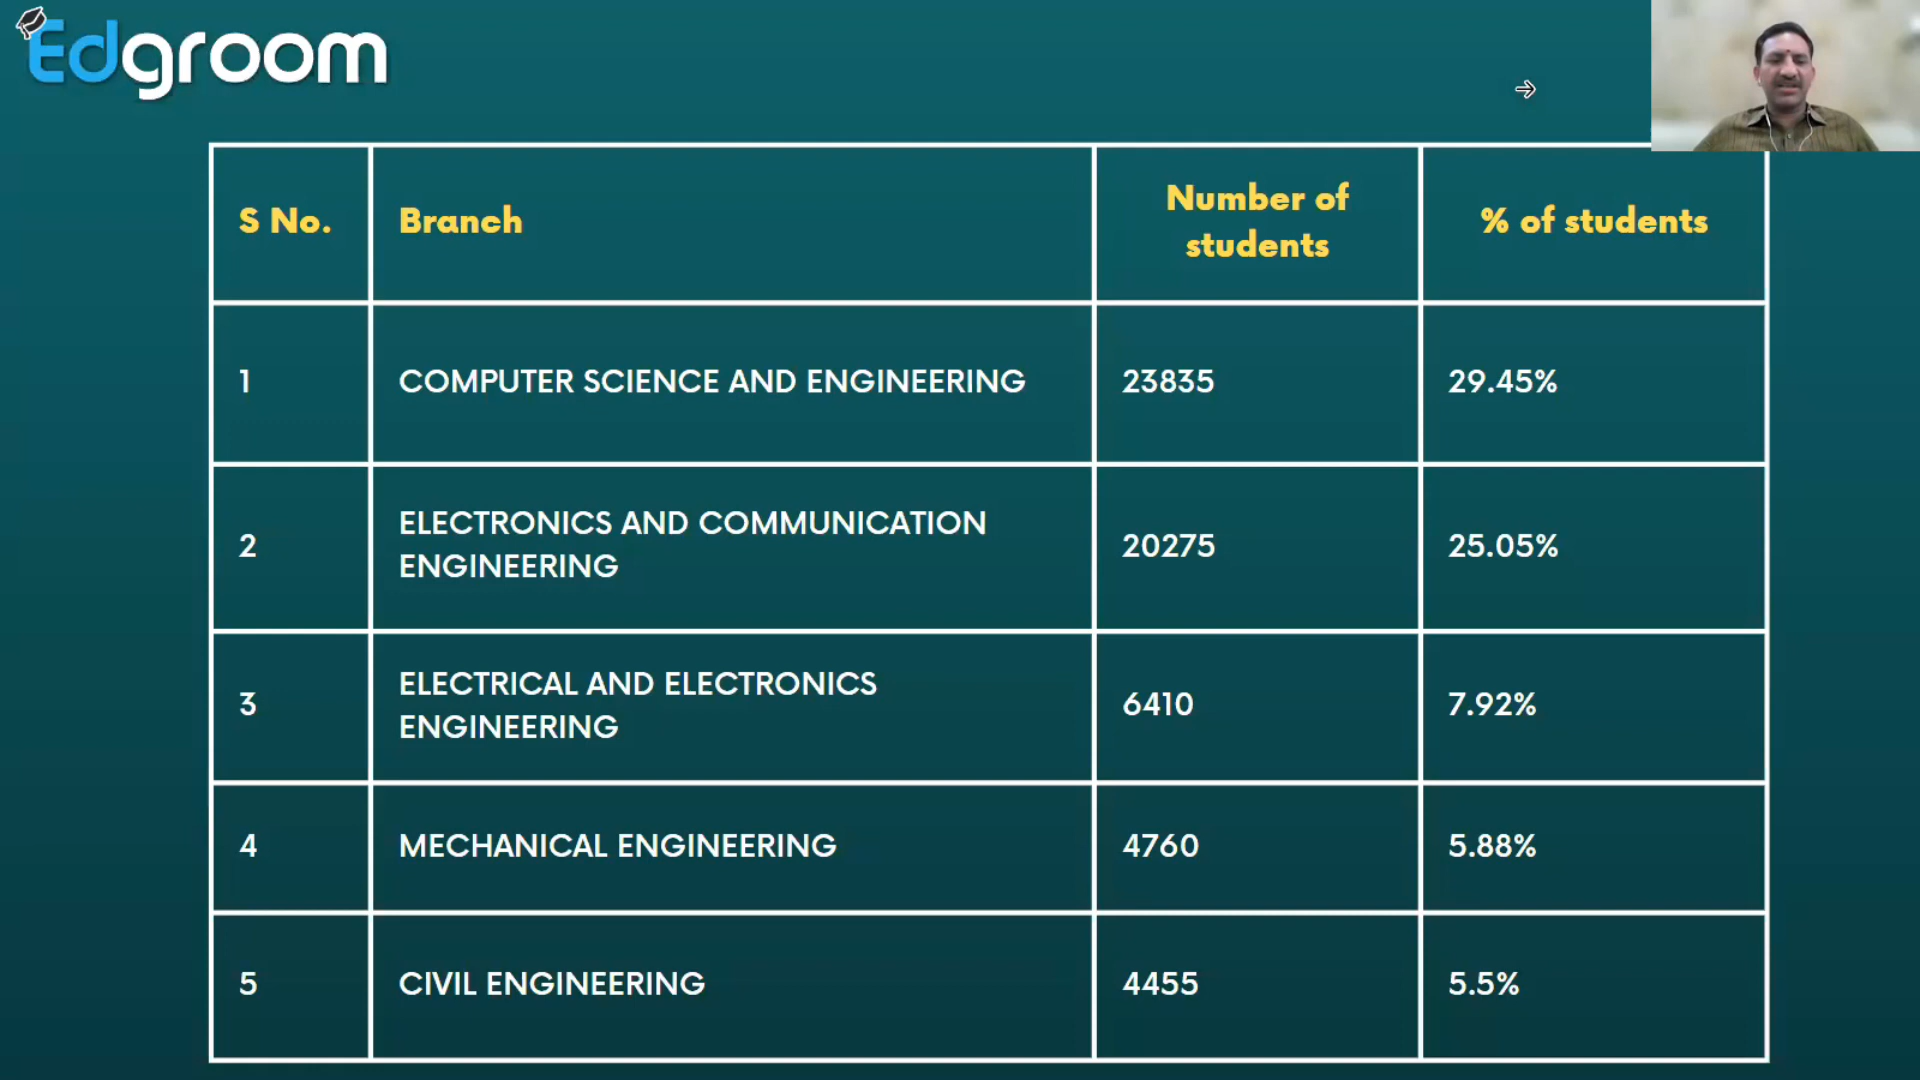 Edgroom
S No.
Branch
Number of
students
% of students
1
COMPUTER SCIENCE AND ENGINEERING
23835
29.45%
2
ELECTRONICS AND COMMUNICATION
ENGINEERING
20275
25.05%
3
ELECTRICAL AND ELECTRONICS
ENGINEERING
6410
7.92%
4
MECHANICAL ENGINEERING
4760
5.88%
5
CIVIL ENGINEERING
4455
5.5%